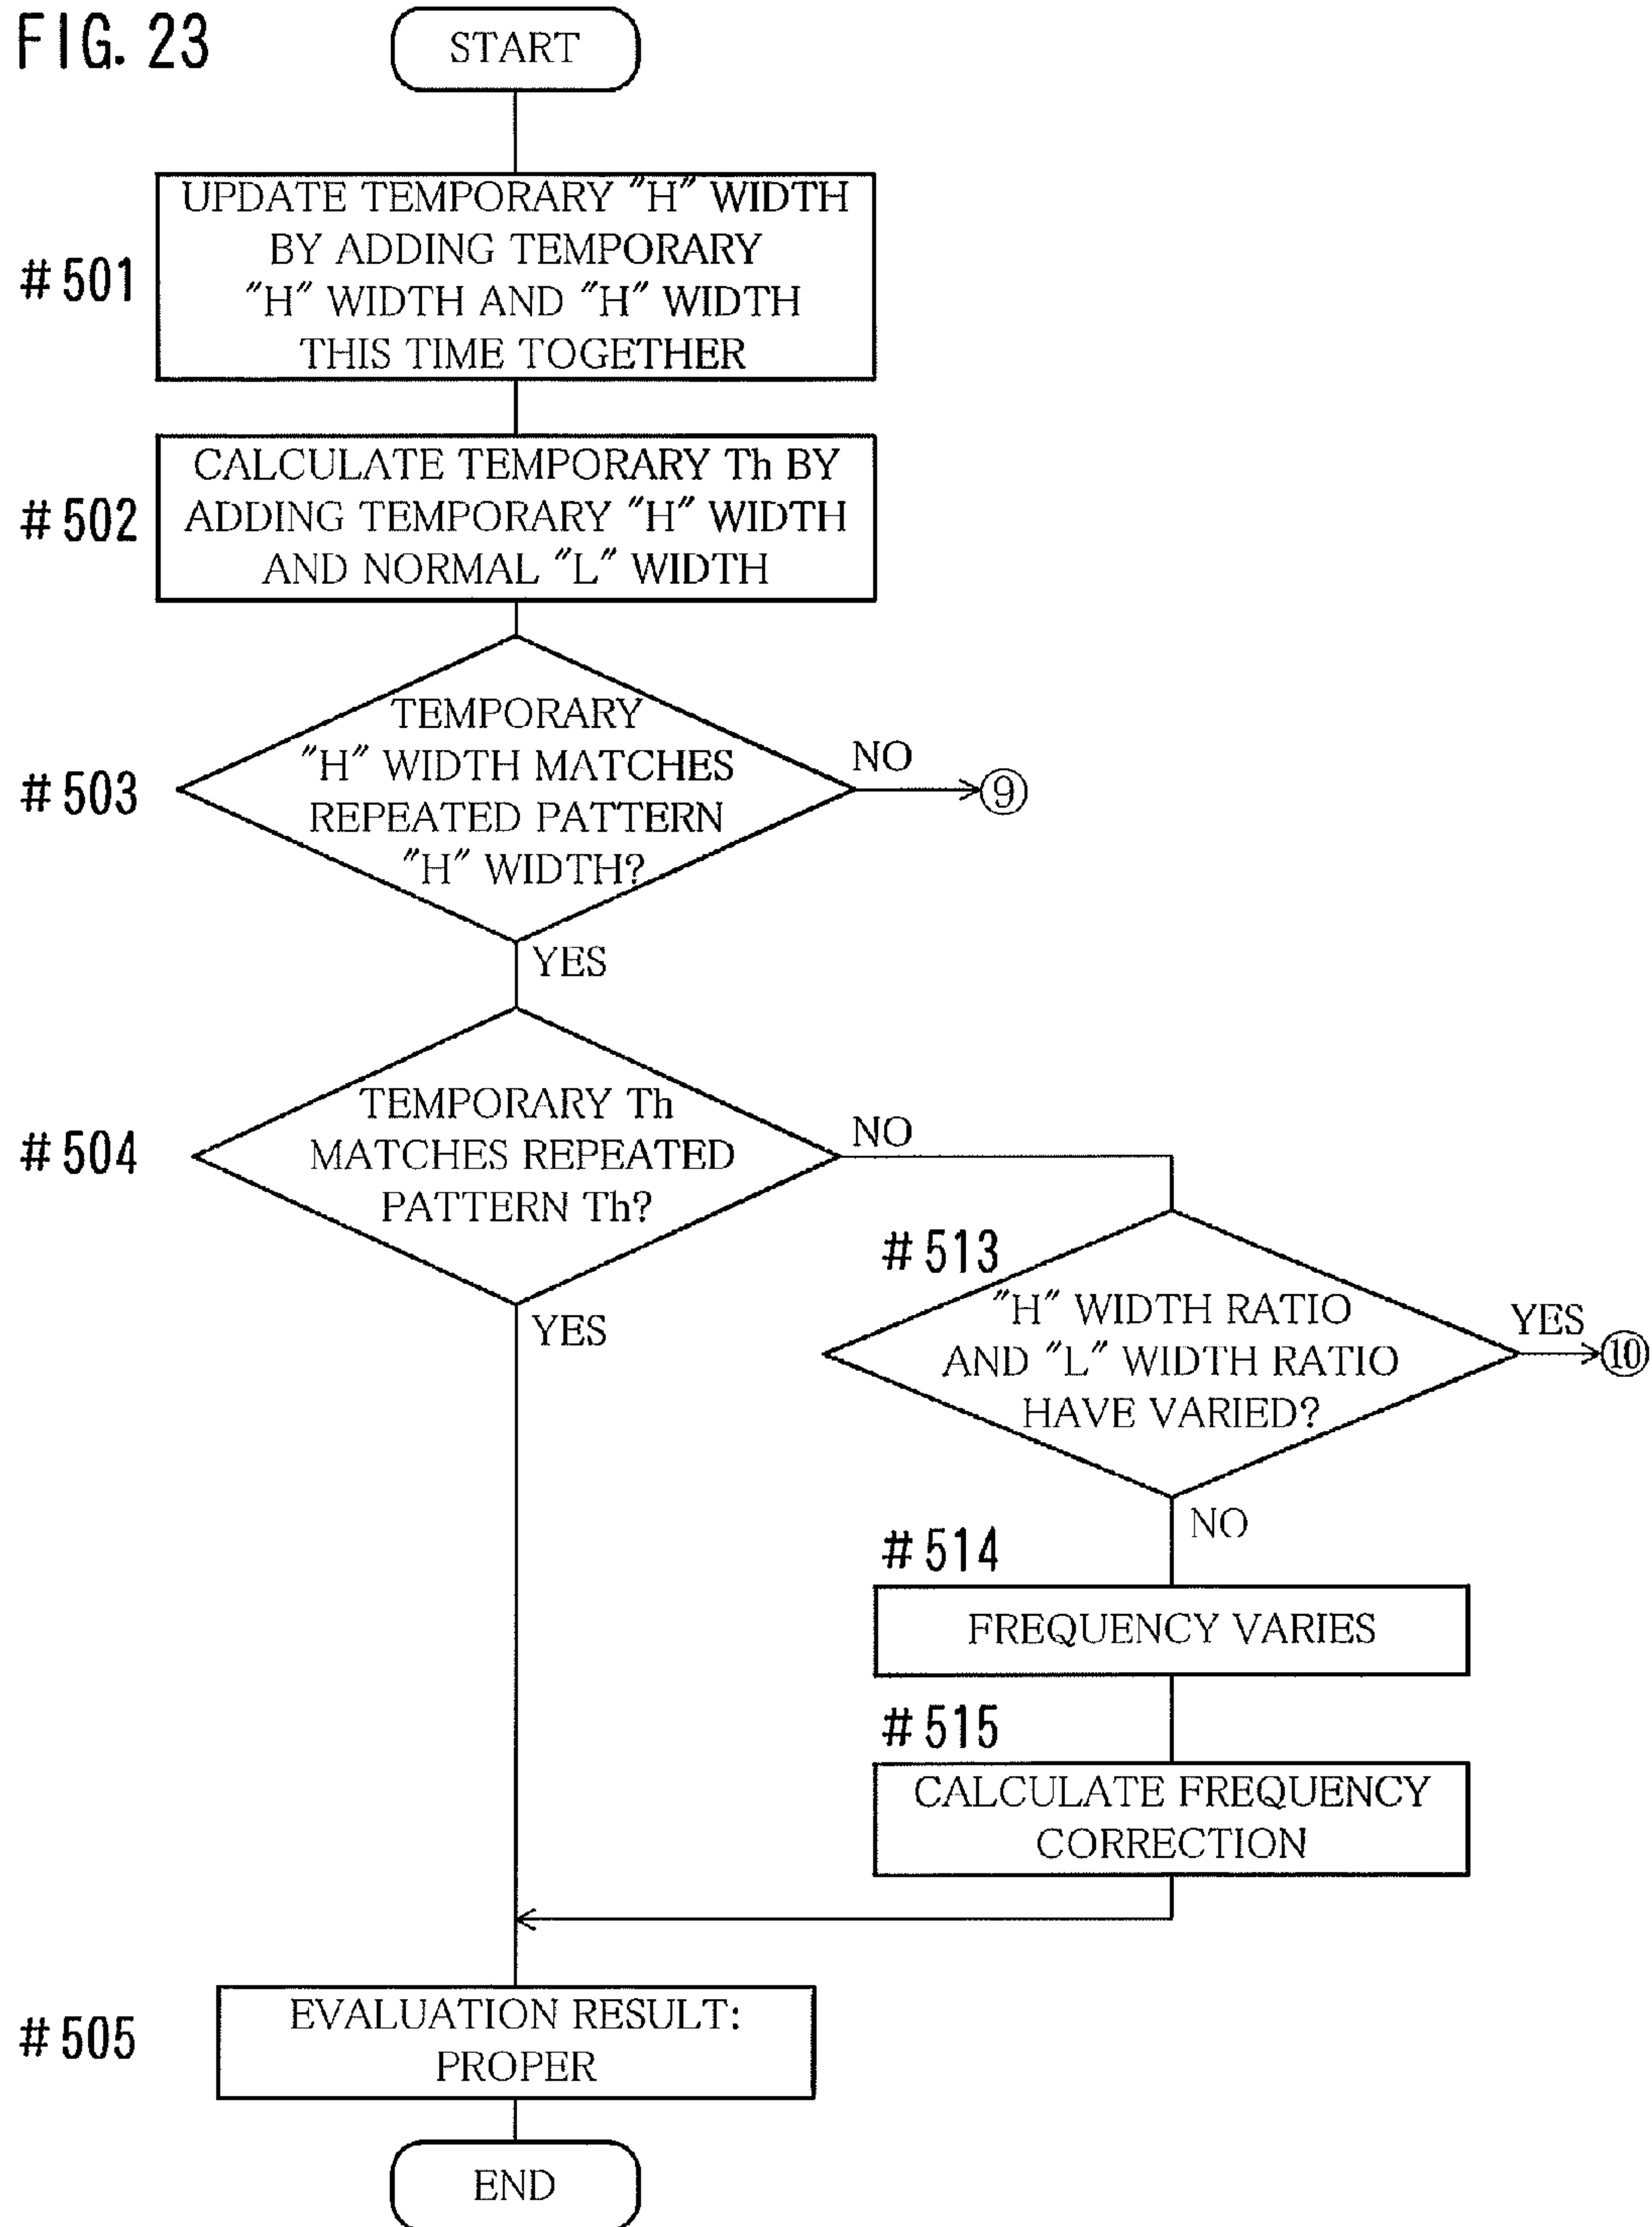 FIG. 23
START
#501
UPDATE TEMPORARY "H" WIDTH
BY ADDING TEMPORARY
"H" WIDTH AND "H" WIDTH
THIS TIME TOGETHER
#502
CALCULATE TEMPORARY Th BY
ADDING TEMPORARY "H" WIDTH
AND NORMAL "L" WIDTH
#503
TEMPORARY
"H" WIDTH MATCHES
REPEATED PATTERN
"H" WIDTH?
NO
⑨
YES
#504
TEMPORARY Th
MATCHES REPEATED
PATTERN Th?
NO
YES
#513
"H" WIDTH RATIO
AND "L" WIDTH RATIO
HAVE VARIED?
YES
⑩
NO
#514
FREQUENCY VARIES
#515
CALCULATE FREQUENCY
CORRECTION
#505
EVALUATION RESULT:
PROPER
END